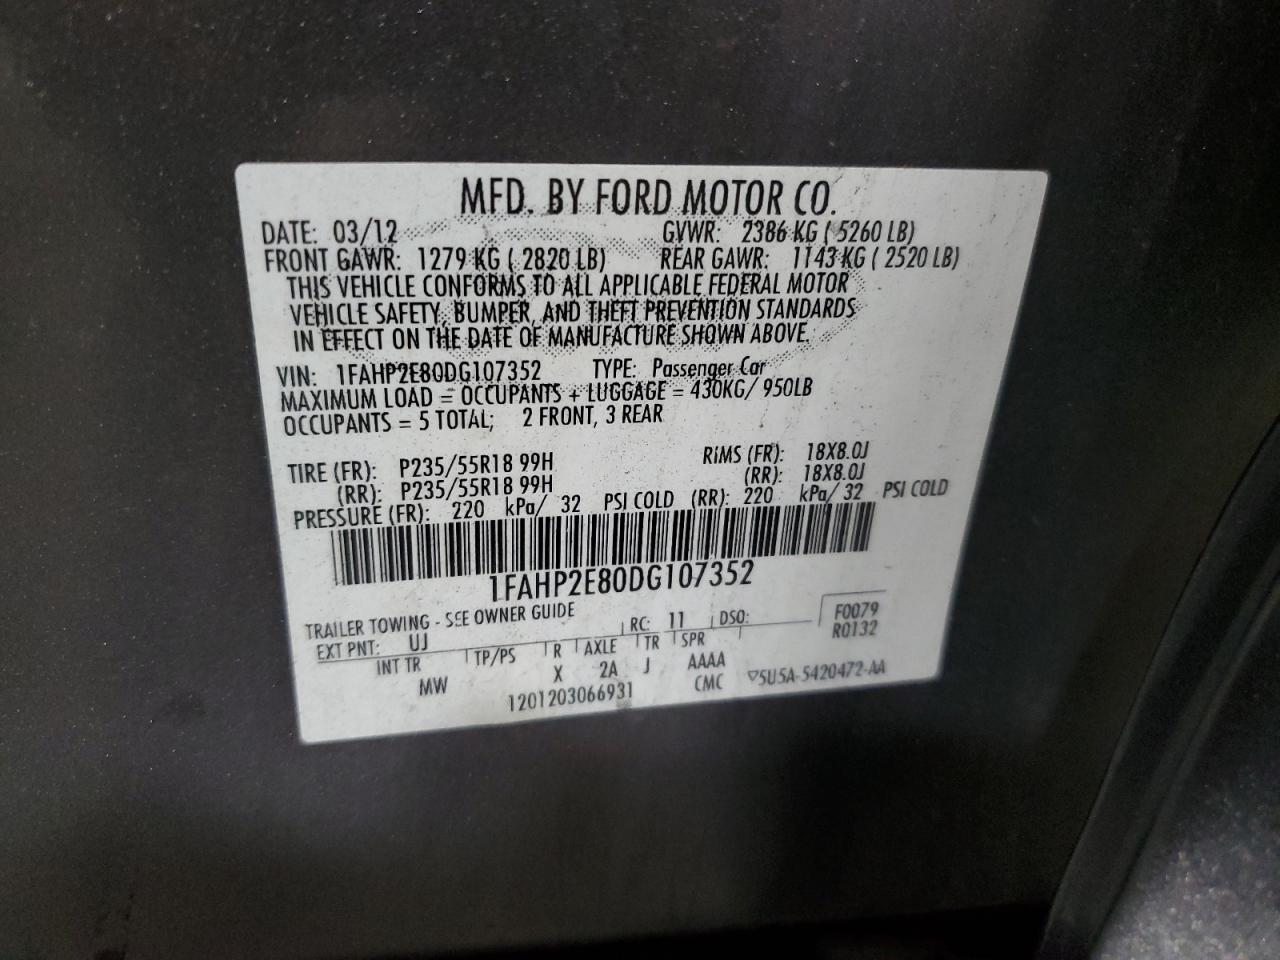 MFD. BY FORD MOTOR CO.
DATE: 03/12 GVWR: 2386 KG ( 5260 LB)
FRONT GAWR: 1279 KG ( 2820 LB) REAR GAWR: 1143 KG ( 2520 LB)
THIS VEHICLE CONFORMS TO ALL APPLICABLE FEDERAL MOTOR
VEHICLE SAFETY, BUMPER, AND THEFT PREVENTION STANDARDS
IN EFFECT ON THE DATE OF MANUFACTURE SHOWN ABOVE.
VIN: 1FAHP2E80DG107352 TYPE: Passenger Car
MAXIMUM LOAD = OCCUPANTS + LUGGAGE = 430KG/ 950LB
OCCUPANTS = 5 TOTAL; 2 FRONT, 3 REAR
TIRE (FR): P235/55R18 99H RiMS (FR): 18X8.0J
(RR): P235/55R18 99H (RR): 18X8.0J
PRESSURE (FR): 220 kPa/ 32 PSI COLD (RR): 220 kPa/ 32 PSI COLD
1FAHP2E80DG107352
TRAILER TOWING - SEE OWNER GUIDE
EXT PNT: UJ RC: 11 DSO: F0079
R0132
INT TR TP/PS R AXLE TR SPR
MW X 2A J AAAA
1201203066931 CMC ▽5U5A-5420472-AA